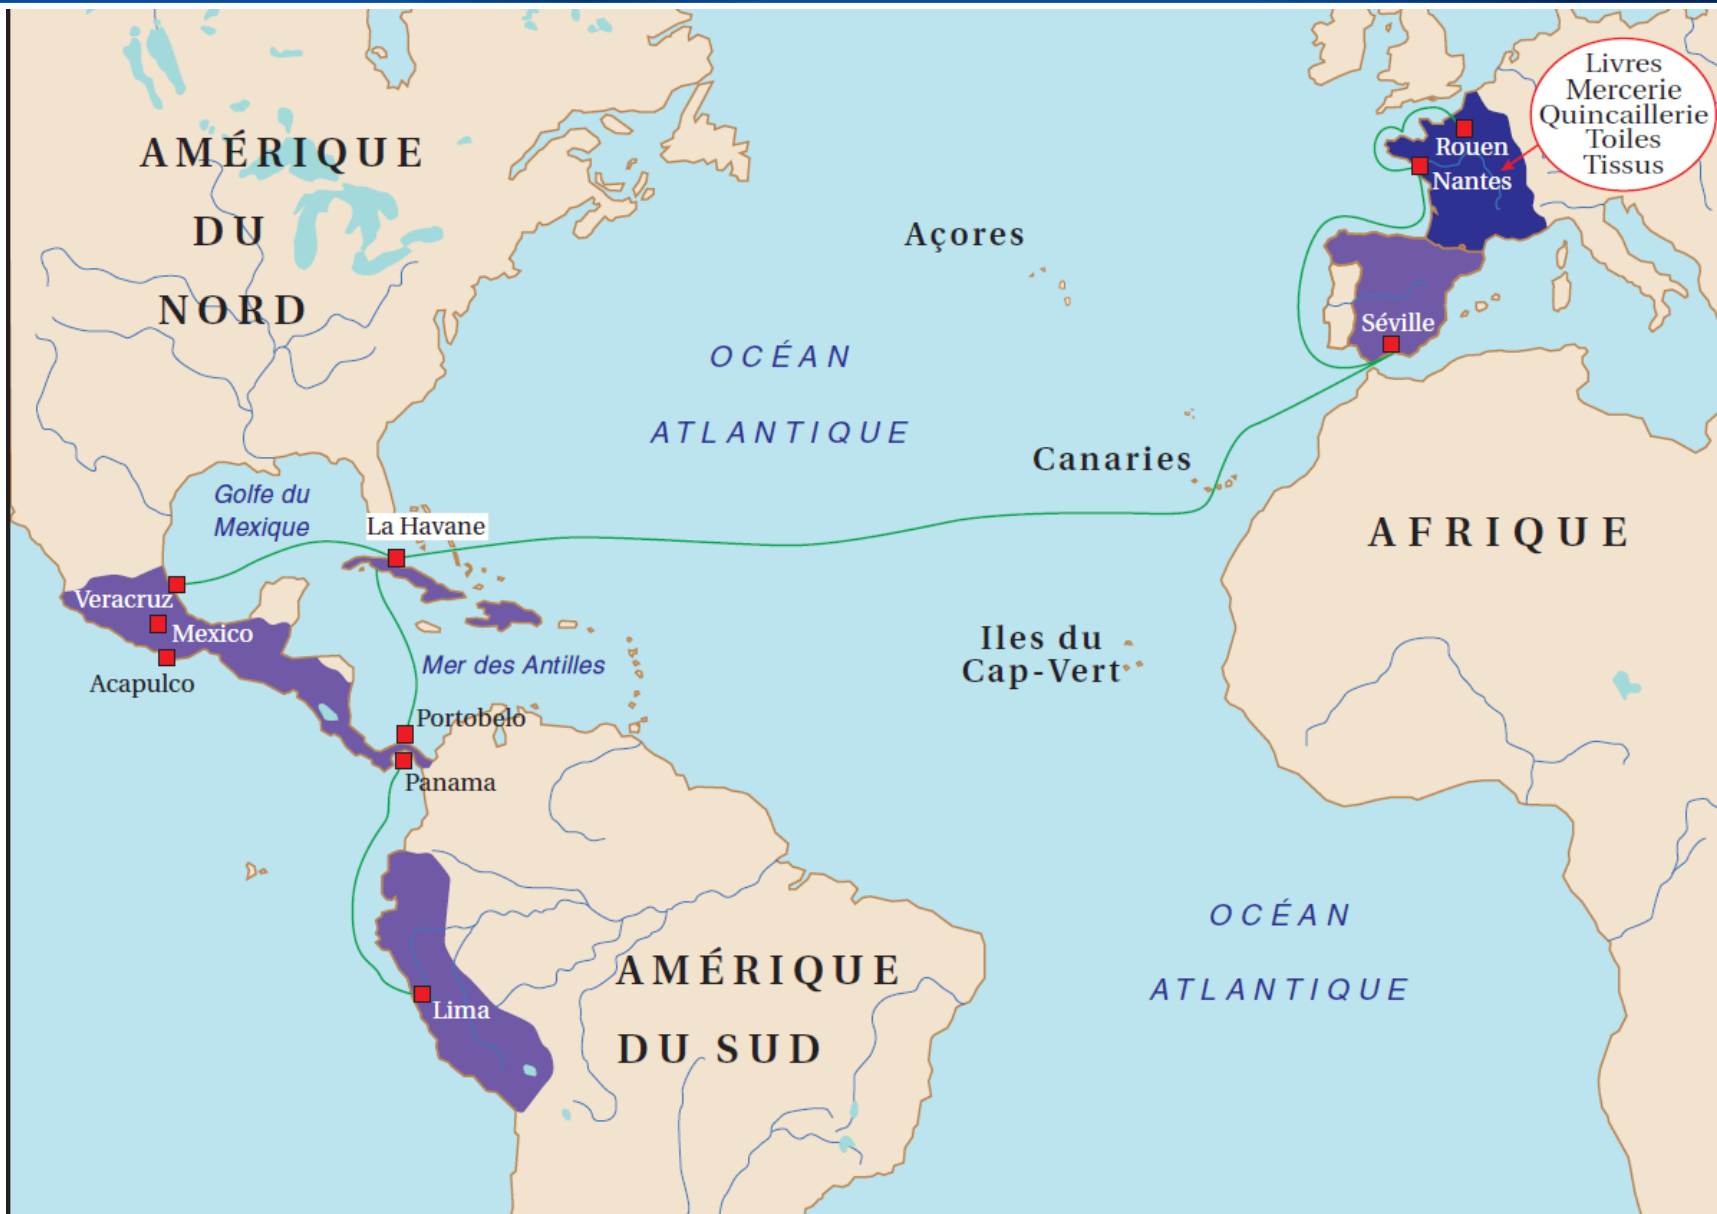 Livres
Mercerie
Quincaillerie
Toiles
Tissus
Rouen
Nantes
AMÉRIQUE
DU
NORD
Açores
Séville
OCÉAN
ATLANTIQUE
Canaries
Golfe du
Mexique
La Havane
AFRIQUE
Veracruz
Mexico
Acapulco
Mer des Antilles
Iles du
Cap-Vert
Portobelo
Panama
OCÉAN
ATLANTIQUE
AMÉRIQUE
DU SUD
Lima